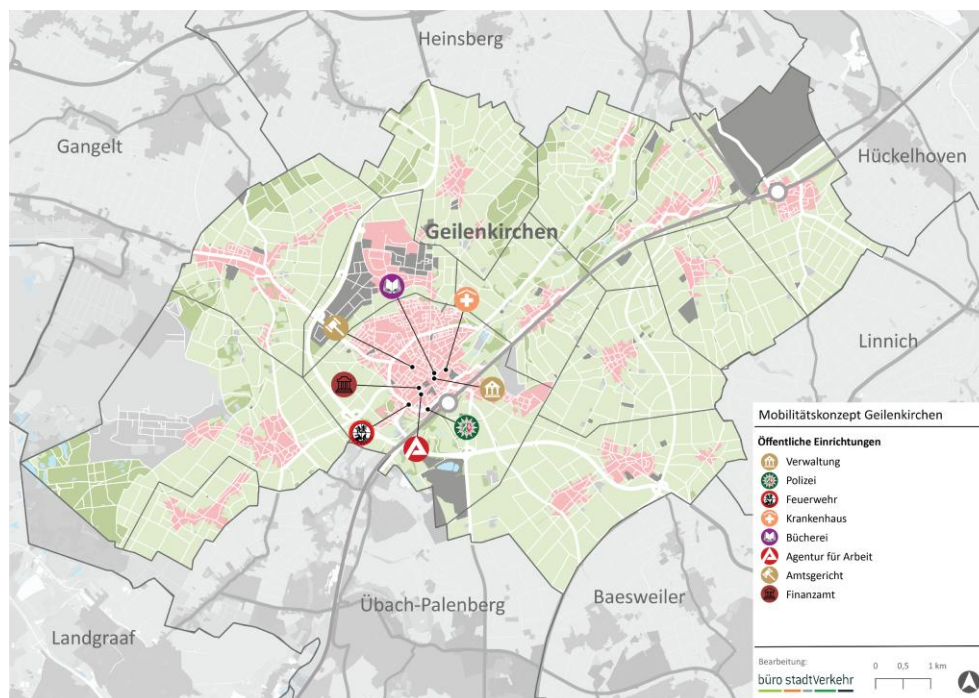 Heinsberg
Gangelt
Hückelhoven
Geilenkirchen
Linnich
Übach-Palenberg
Baesweiler
Landgraaf
Mobilitätskonzept Geilenkirchen
Öffentliche Einrichtungen
Verwaltung
Polizei
Feuerwehr
Krankenhaus
Bücherei
Agentur für Arbeit
Amtsgericht
Finanzamt
Bearbeitung:
büro stadtVerkehr
0 0,5 1 km